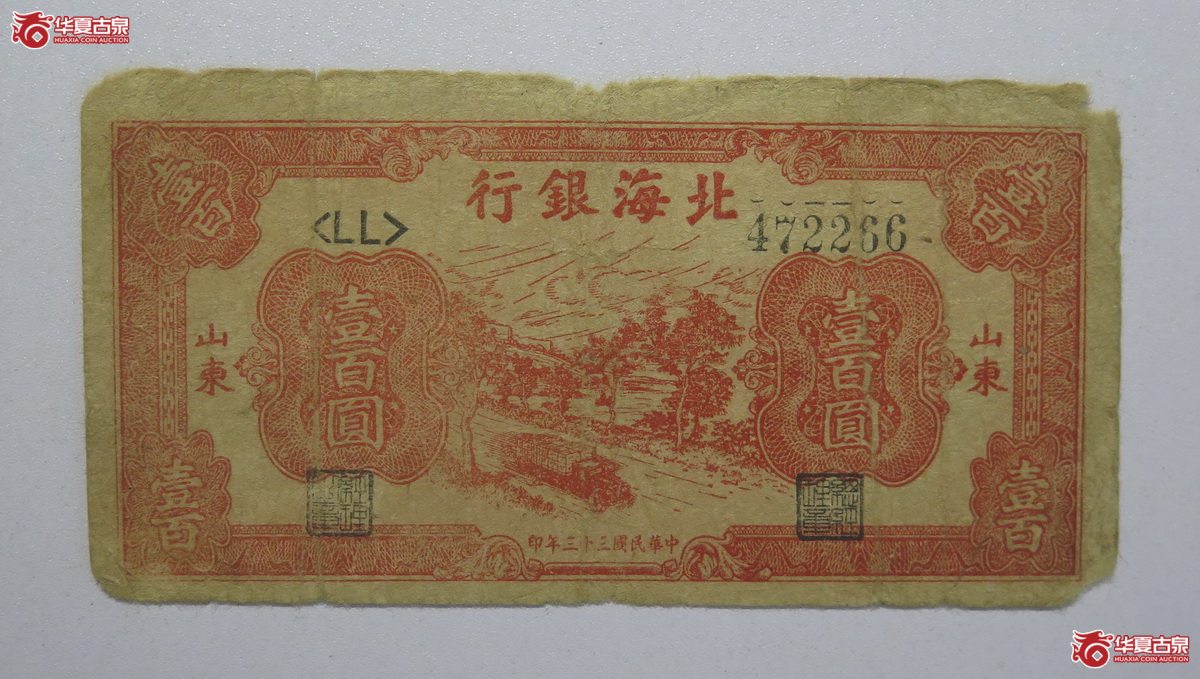 华夏古泉
HUAXIA COIN AUCTION
北海銀行
<LL>
472266
壹百
壹百
壹百圓
壹百圓
山東
山東
壹百
壹百
中華民國三十三年印
华夏古泉
HUAXIA COIN AUCTION